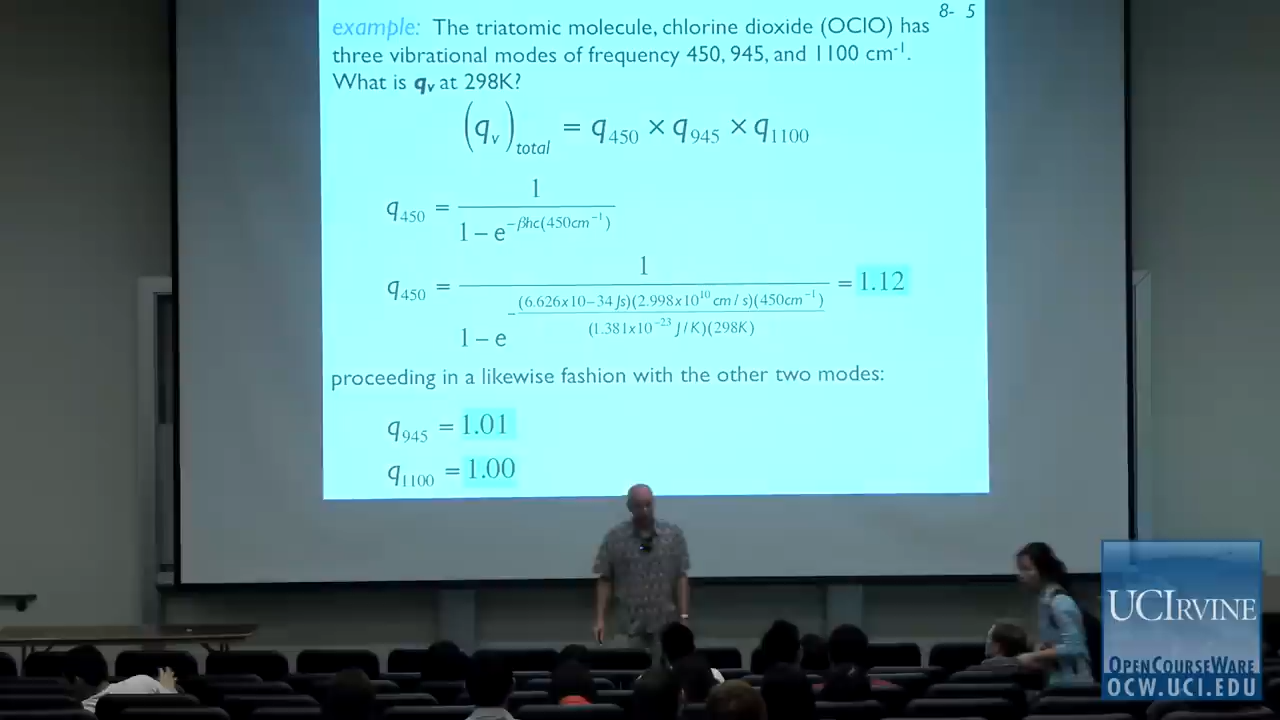 8- 5
example: The triatomic molecule, chlorine dioxide (OClO) has
three vibrational modes of frequency 450, 945, and 1100 cm⁻¹.
What is qᵥ at 298K?
(qᵥ)total = q₄₅₀ × q₉₄₅ × q₁₁₀₀
q₄₅₀ = 1 / (1 − e^(−βhc(450cm⁻¹)))
q₄₅₀ = 1 / (1 − e^(−(6.626x10−34 Js)(2.998x10¹⁰ cm / s)(450cm⁻¹) / (1.381x10⁻²³ J / K)(298K))) = 1.12
proceeding in a likewise fashion with the other two modes:
q₉₄₅ = 1.01
q₁₁₀₀ = 1.00
UCIRVINE
OPENCOURSEWARE
OCW.UCI.EDU